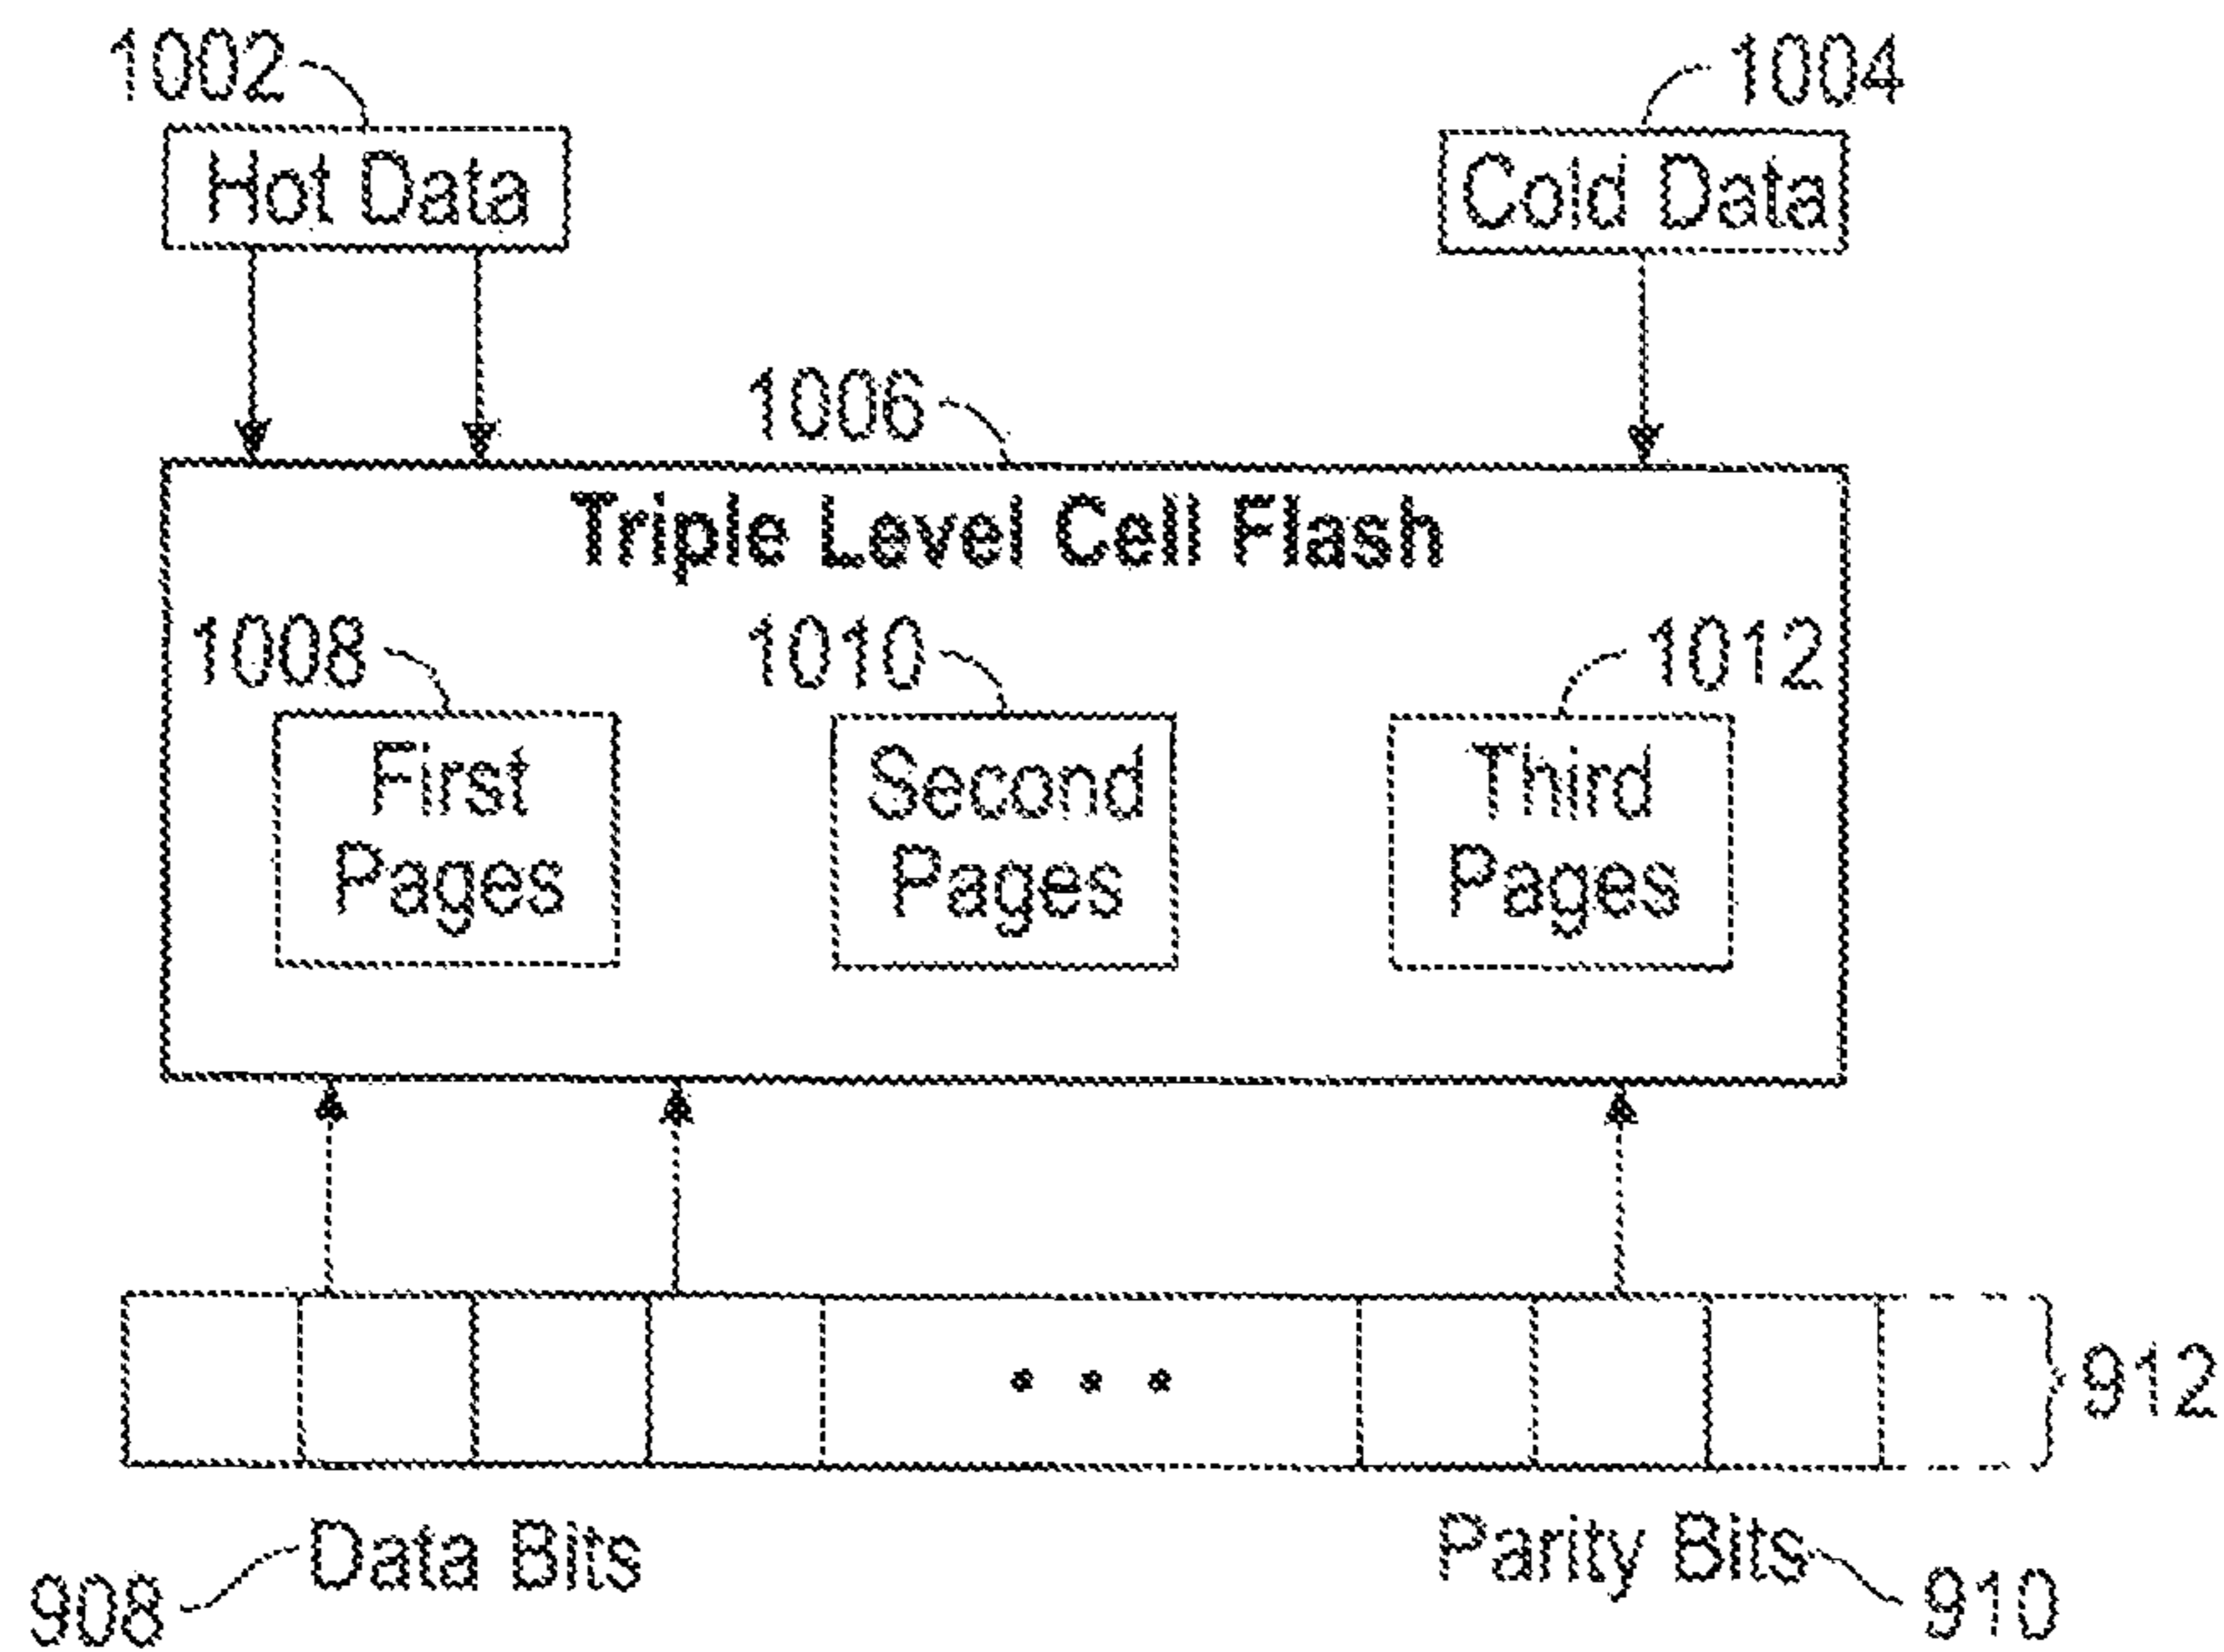 1002
1004
Hot Data
Cold Data
1006
Triple Level Cell Flash
1008
1010
1012
First
Pages
Second
Pages
Third
Pages
912
Data Bits
Parity Bits
908
910